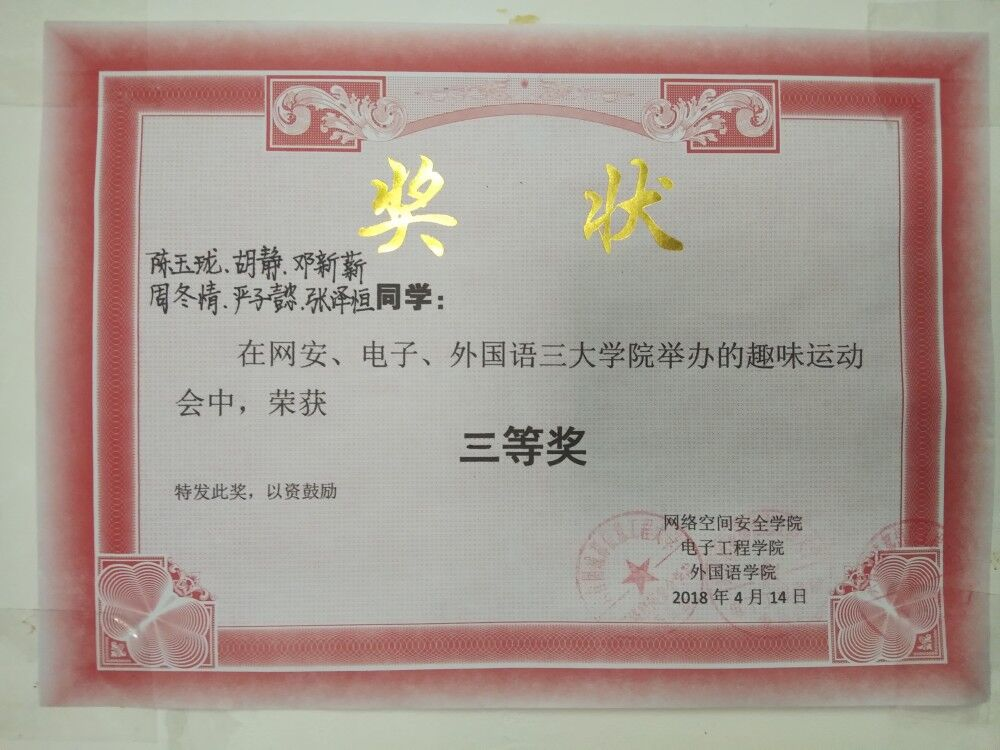 奖 状
陈玉珑、胡静、邓新蕲
周冬情、严子懿、张泽恒同学：
在网安、电子、外国语三大学院举办的趣味运动
会中，荣获
三等奖
特发此奖，以资鼓励
网络空间安全学院
电子工程学院
外国语学院
2018 年 4 月 14 日